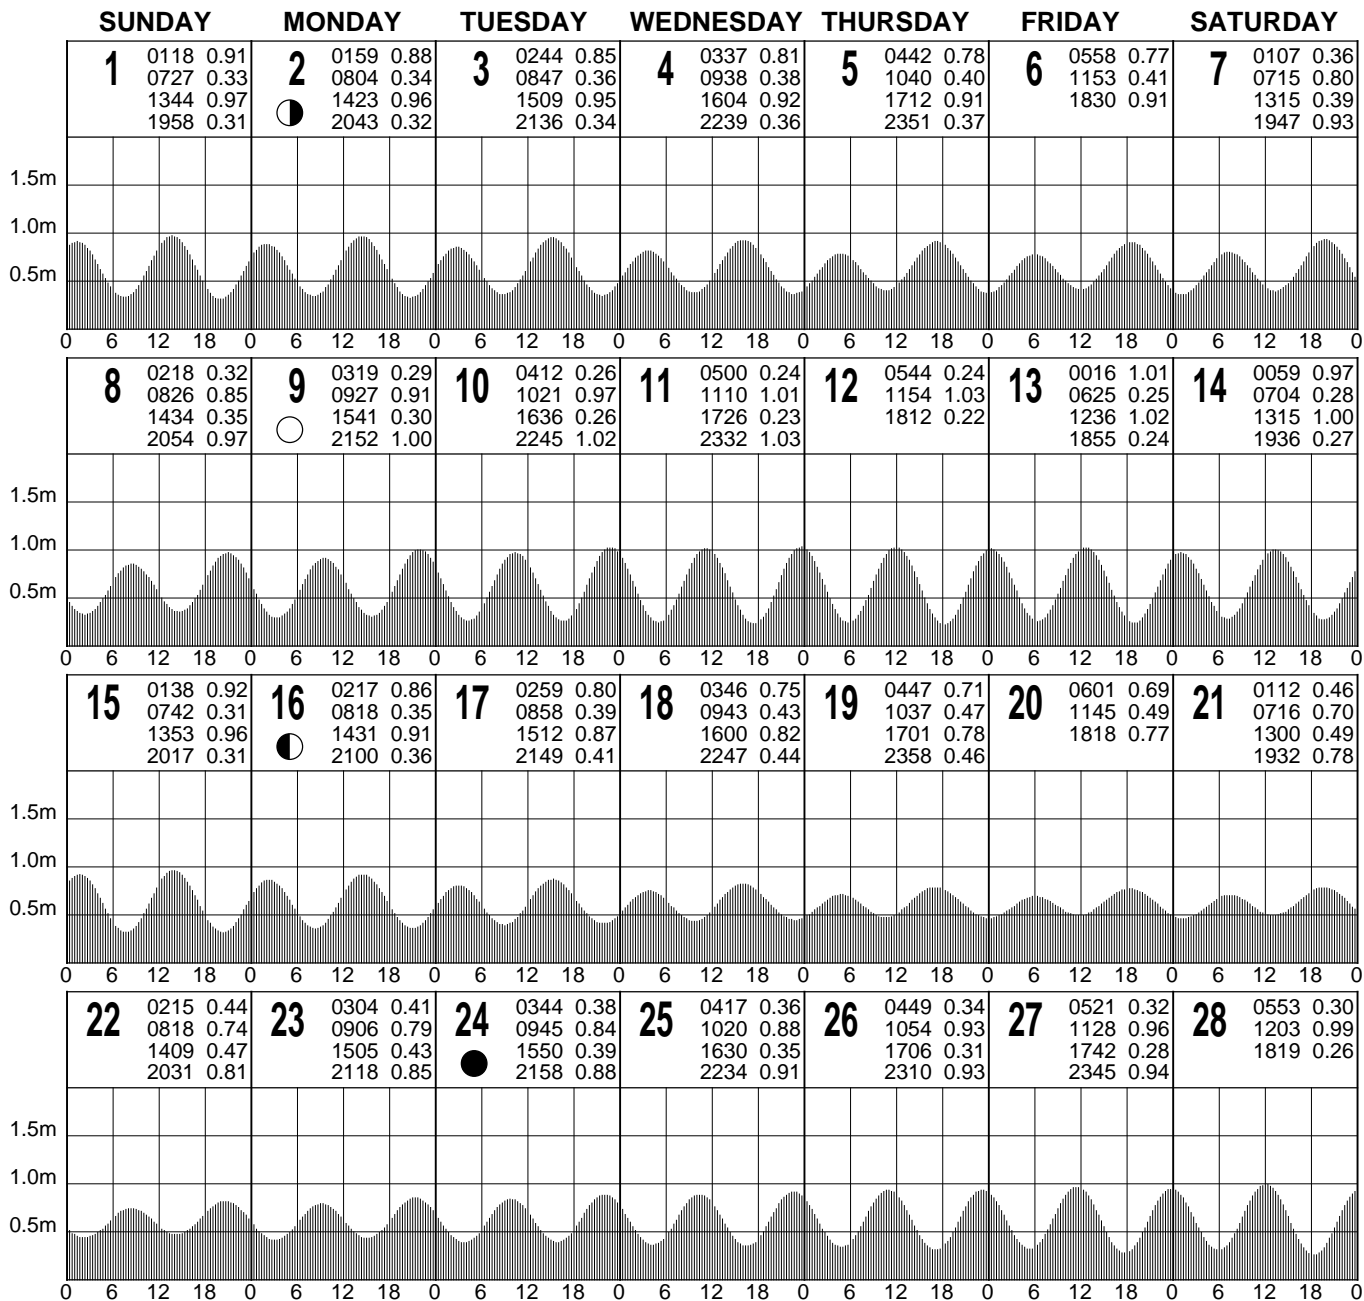 SUNDAY MONDAY TUESDAY WEDNESDAY THURSDAY FRIDAY SATURDAY
1 0118 0.91
0727 0.33
1344 0.97
1958 0.31
2 0159 0.88
0804 0.34
1423 0.96
2043 0.32
3 0244 0.85
0847 0.36
1509 0.95
2136 0.34
4 0337 0.81
0938 0.38
1604 0.92
2239 0.36
5 0442 0.78
1040 0.40
1712 0.91
2351 0.37
6 0558 0.77
1153 0.41
1830 0.91
7 0107 0.36
0715 0.80
1315 0.39
1947 0.93
1.5m
1.0m
0.5m
0 6 12 18 0 6 12 18 0 6 12 18 0 6 12 18 0 6 12 18 0 6 12 18 0 6 12 18 0
8 0218 0.32
0826 0.85
1434 0.35
2054 0.97
9 0319 0.29
0927 0.91
1541 0.30
2152 1.00
10 0412 0.26
1021 0.97
1636 0.26
2245 1.02
11 0500 0.24
1110 1.01
1726 0.23
2332 1.03
12 0544 0.24
1154 1.03
1812 0.22
13 0016 1.01
0625 0.25
1236 1.02
1855 0.24
14 0059 0.97
0704 0.28
1315 1.00
1936 0.27
1.5m
1.0m
0.5m
0 6 12 18 0 6 12 18 0 6 12 18 0 6 12 18 0 6 12 18 0 6 12 18 0 6 12 18 0
15 0138 0.92
0742 0.31
1353 0.96
2017 0.31
16 0217 0.86
0818 0.35
1431 0.91
2100 0.36
17 0259 0.80
0858 0.39
1512 0.87
2149 0.41
18 0346 0.75
0943 0.43
1600 0.82
2247 0.44
19 0447 0.71
1037 0.47
1701 0.78
2358 0.46
20 0601 0.69
1145 0.49
1818 0.77
21 0112 0.46
0716 0.70
1300 0.49
1932 0.78
1.5m
1.0m
0.5m
0 6 12 18 0 6 12 18 0 6 12 18 0 6 12 18 0 6 12 18 0 6 12 18 0 6 12 18 0
22 0215 0.44
0818 0.74
1409 0.47
2031 0.81
23 0304 0.41
0906 0.79
1505 0.43
2118 0.85
24 0344 0.38
0945 0.84
1550 0.39
2158 0.88
25 0417 0.36
1020 0.88
1630 0.35
2234 0.91
26 0449 0.34
1054 0.93
1706 0.31
2310 0.93
27 0521 0.32
1128 0.96
1742 0.28
2345 0.94
28 0553 0.30
1203 0.99
1819 0.26
1.5m
1.0m
0.5m
0 6 12 18 0 6 12 18 0 6 12 18 0 6 12 18 0 6 12 18 0 6 12 18 0 6 12 18 0